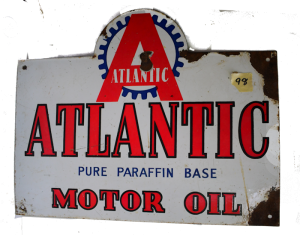 A
ATLANTIC
98
ATLANTIC
PURE PARAFFIN BASE
MOTOR OIL